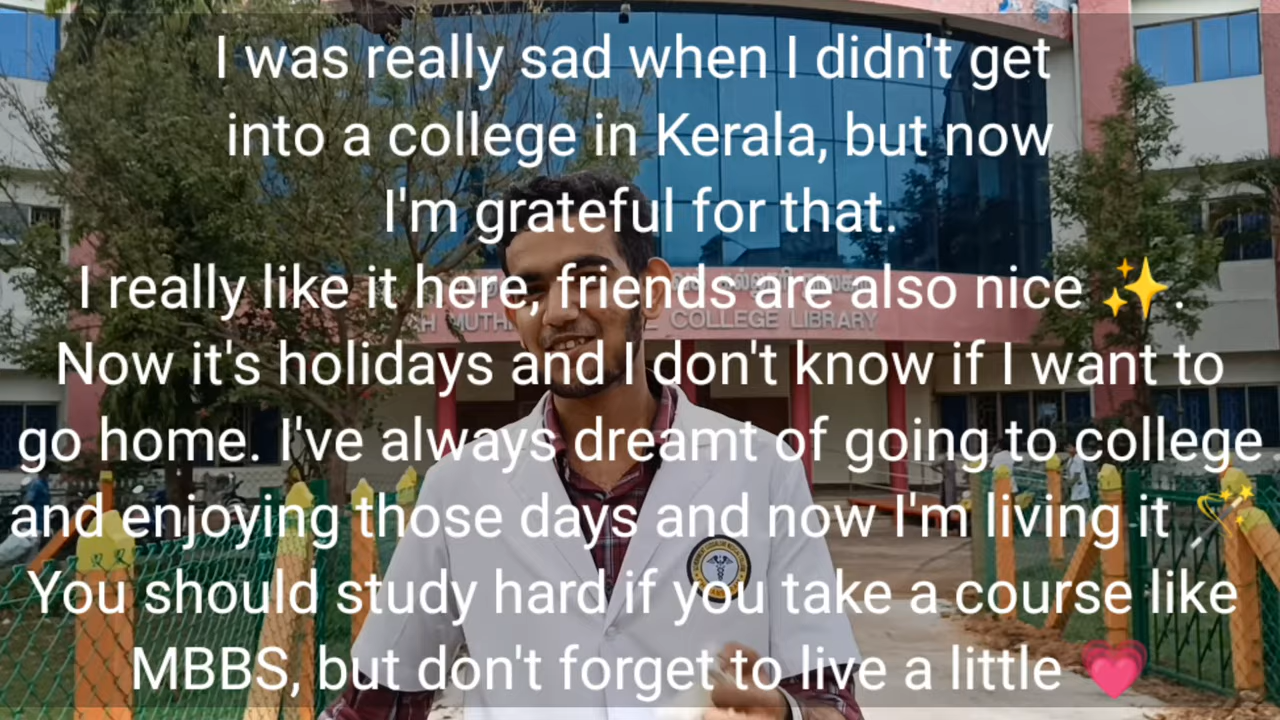 I was really sad when I didn't get
into a college in Kerala, but now
I'm grateful for that.
I really like it here, friends are also nice ✨.
Now it's holidays and I don't know if I want to
go home. I've always dreamt of going to college
and enjoying those days and now I'm living it 💫
You should study hard if you take a course like
MBBS, but don't forget to live a little 💗
COLLEGE LIBRARY